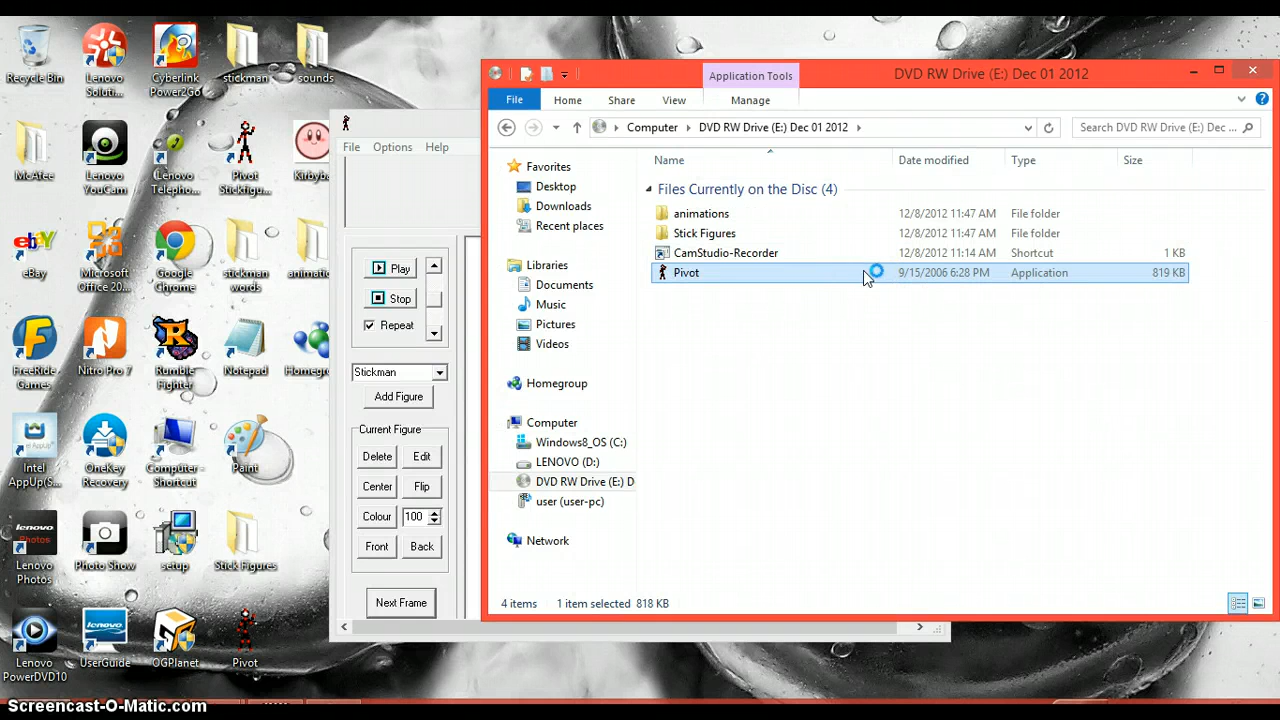 Recycle Bin
Lenovo Soluti...
Cyberlink Power2Go
stickman
sounds
McAfee
Lenovo YouCam
Lenovo Telepho...
Pivot Stickfigu...
Kirbyb...
eBay
Microsoft Office 20...
Google Chrome
stickman words
animatio...
FreeRide Games
Nitro Pro 7
Rumble Fighter
Notepad
Homegro...
Intel AppUp(S...
OneKey Recovery
Computer - Shortcut
Paint
lenovo Photos
Lenovo Photos
Photo Show
setup
Stick Figures
Lenovo PowerDVD10
lenovo
UserGuide
OGPlanet
Pivot
File Options Help
Play
Stop
Repeat
Stickman
Add Figure
Current Figure
Delete Edit
Center Flip
Colour 100
Front Back
Next Frame
Application Tools
DVD RW Drive (E:) Dec 01 2012
File Home Share View Manage
Computer DVD RW Drive (E:) Dec 01 2012
Search DVD RW Drive (E:) Dec ...
Favorites
Desktop
Downloads
Recent places
Libraries
Documents
Music
Pictures
Videos
Homegroup
Computer
Windows8_OS (C:)
LENOVO (D:)
DVD RW Drive (E:) D
user (user-pc)
Network
Name Date modified Type Size
Files Currently on the Disc (4)
animations 12/8/2012 11:47 AM File folder
Stick Figures 12/8/2012 11:47 AM File folder
CamStudio-Recorder 12/8/2012 11:14 AM Shortcut 1 KB
Pivot 9/15/2006 6:28 PM Application 819 KB
4 items 1 item selected 818 KB
Screencast-O-Matic.com